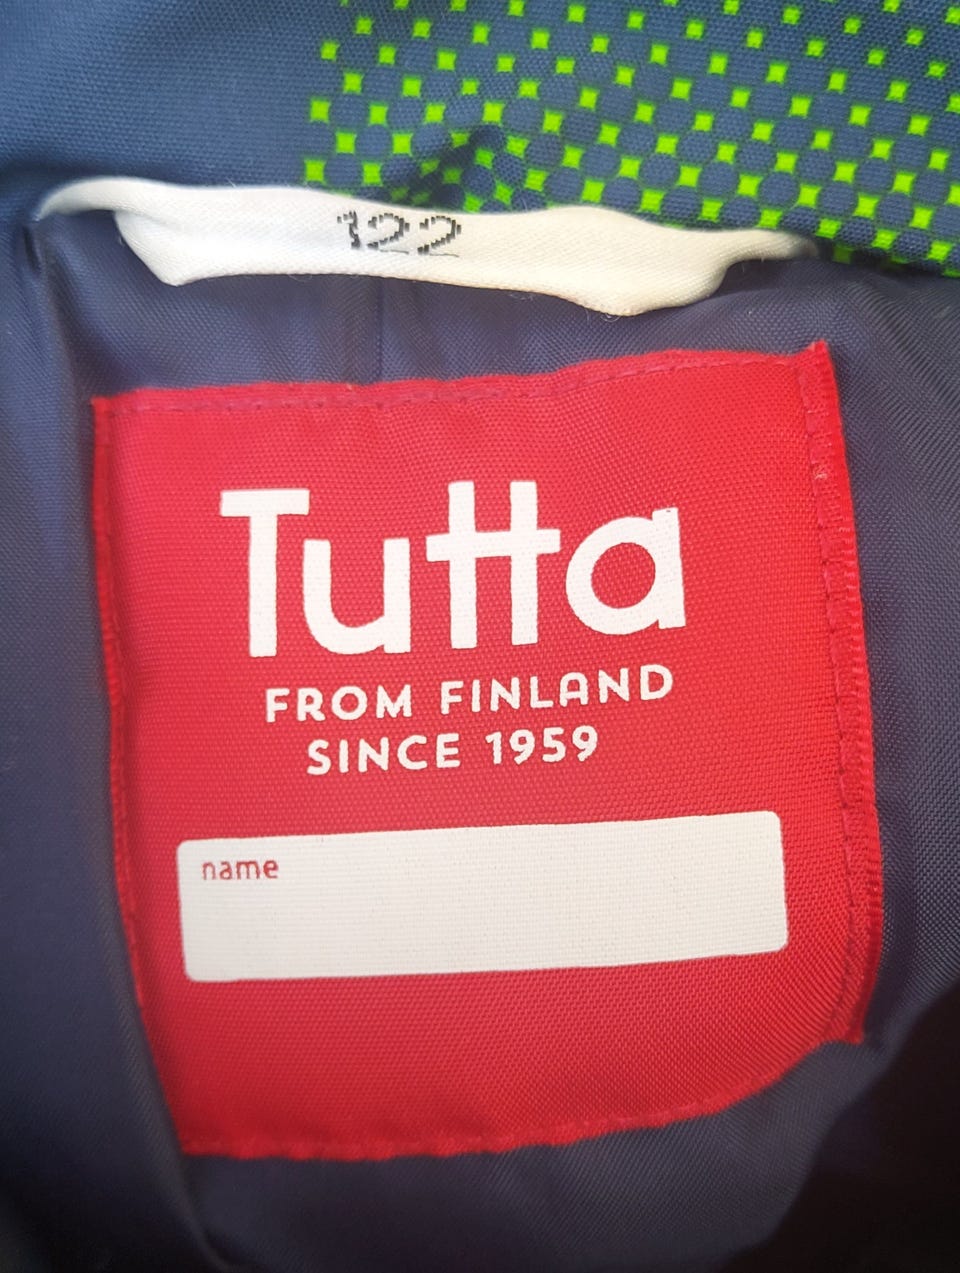 122
Tutta
FROM FINLAND
SINCE 1959
name